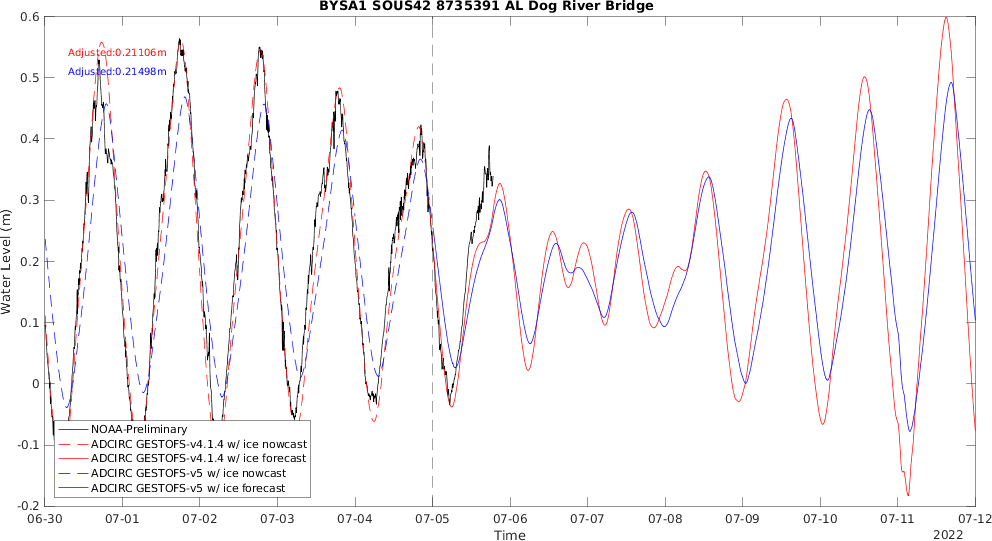 BYSA1 SOUS42 8735391 AL Dog River Bridge
0.6
0.5
0.4
0.3
0.2
0.1
0
-0.1
-0.2
Water Level (m)
Adjusted:0.21106m
Adjusted:0.21498m
NOAA-Preliminary
ADCIRC GESTOFS-v4.1.4 w/ ice nowcast
ADCIRC GESTOFS-v4.1.4 w/ ice forecast
ADCIRC GESTOFS-v5 w/ ice nowcast
ADCIRC GESTOFS-v5 w/ ice forecast
06-30 07-01 07-02 07-03 07-04 07-05 07-06 07-07 07-08 07-09 07-10 07-11 07-12
Time
2022